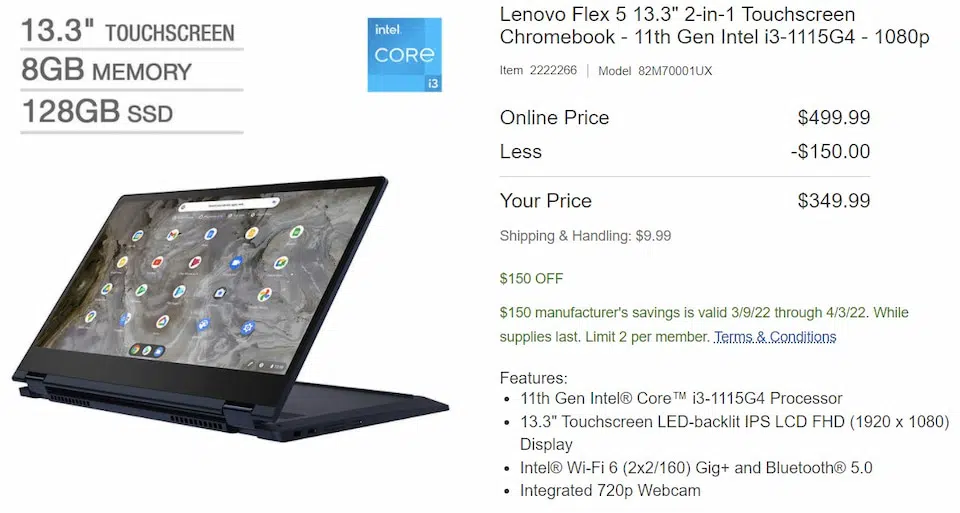 13.3" TOUCHSCREEN
8GB MEMORY
128GB SSD
intel
CORE
i3
Lenovo Flex 5 13.3" 2-in-1 Touchscreen
Chromebook - 11th Gen Intel i3-1115G4 - 1080p
Item 2222266 | Model 82M70001UX
Online Price $499.99
Less -$150.00
Your Price $349.99
Shipping & Handling: $9.99
$150 OFF
$150 manufacturer's savings is valid 3/9/22 through 4/3/22. While
supplies last. Limit 2 per member. Terms & Conditions
Features:
• 11th Gen Intel® Core™ i3-1115G4 Processor
• 13.3" Touchscreen LED-backlit IPS LCD FHD (1920 x 1080)
Display
• Intel® Wi-Fi 6 (2x2/160) Gig+ and Bluetooth® 5.0
• Integrated 720p Webcam